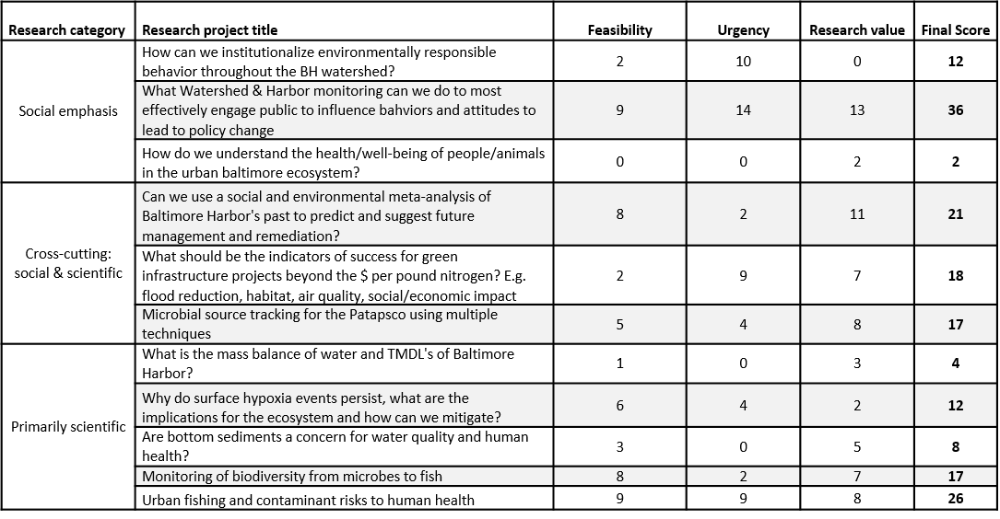 Research category Research project title Feasibility Urgency Research value Final Score
Social emphasis
How can we institutionalize environmentally responsible
behavior throughout the BH watershed?
2 10 0 12
What Watershed & Harbor monitoring can we do to most
effectively engage public to influence bahviors and attitudes to
lead to policy change
9 14 13 36
How do we understand the health/well-being of people/animals
in the urban baltimore ecosystem?
0 0 2 2
Cross-cutting:
social & scientific
Can we use a social and environmental meta-analysis of
Baltimore Harbor's past to predict and suggest future
management and remediation?
8 2 11 21
What should be the indicators of success for green
infrastructure projects beyond the $ per pound nitrogen? E.g.
flood reduction, habitat, air quality, social/economic impact
2 9 7 18
Microbial source tracking for the Patapsco using multiple
techniques
5 4 8 17
Primarily scientific
What is the mass balance of water and TMDL's of Baltimore
Harbor?
1 0 3 4
Why do surface hypoxia events persist, what are the
implications for the ecosystem and how can we mitigate?
6 4 2 12
Are bottom sediments a concern for water quality and human
health?
3 0 5 8
Monitoring of biodiversity from microbes to fish 8 2 7 17
Urban fishing and contaminant risks to human health 9 9 8 26